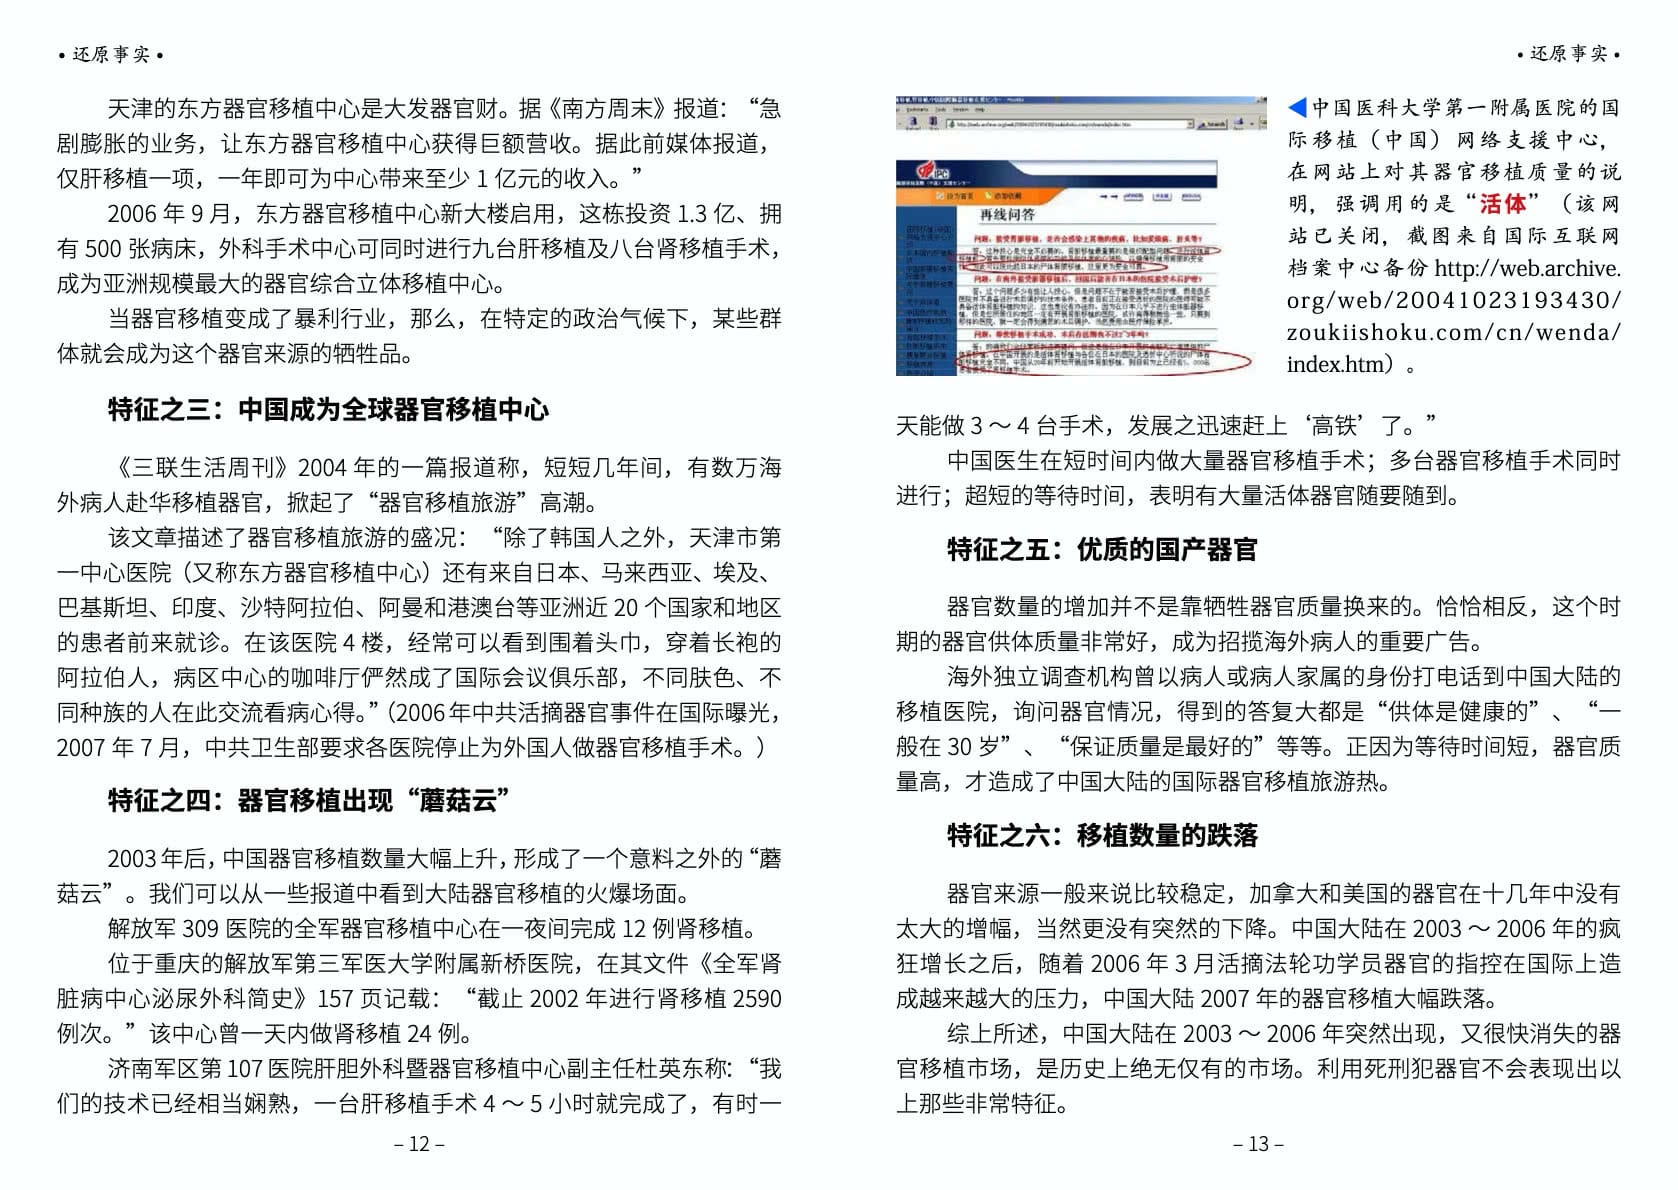 • 还原事实 •
天津的东方器官移植中心是大发器官财。据《南方周末》报道：“急
剧膨胀的业务，让东方器官移植中心获得巨额营收。据此前媒体报道，
仅肝移植一项，一年即可为中心带来至少 1 亿元的收入。”
2006 年 9 月，东方器官移植中心新大楼启用，这栋投资 1.3 亿、拥
有 500 张病床，外科手术中心可同时进行九台肝移植及八台肾移植手术，
成为亚洲规模最大的器官综合立体移植中心。
当器官移植变成了暴利行业，那么，在特定的政治气候下，某些群
体就会成为这个器官来源的牺牲品。
特征之三：中国成为全球器官移植中心
《三联生活周刊》2004 年的一篇报道称，短短几年间，有数万海
外病人赴华移植器官，掀起了“器官移植旅游”高潮。
该文章描述了器官移植旅游的盛况：“除了韩国人之外，天津市第
一中心医院（又称东方器官移植中心）还有来自日本、马来西亚、埃及、
巴基斯坦、印度、沙特阿拉伯、阿曼和港澳台等亚洲近 20 个国家和地区
的患者前来就诊。在该医院 4 楼，经常可以看到围着头巾，穿着长袍的
阿拉伯人，病区中心的咖啡厅俨然成了国际会议俱乐部，不同肤色、不
同种族的人在此交流看病心得。”（2006 年中共活摘器官事件在国际曝光，
2007 年 7 月，中共卫生部要求各医院停止为外国人做器官移植手术。）
特征之四：器官移植出现“蘑菇云”
2003 年后，中国器官移植数量大幅上升，形成了一个意料之外的“蘑
菇云”。我们可以从一些报道中看到大陆器官移植的火爆场面。
解放军 309 医院的全军器官移植中心在一夜间完成 12 例肾移植。
位于重庆的解放军第三军医大学附属新桥医院，在其文件《全军肾
脏病中心泌尿外科简史》157 页记载：“截止 2002 年进行肾移植 2590
例次。”该中心曾一天内做肾移植 24 例。
济南军区第 107 医院肝胆外科暨器官移植中心副主任杜英东称：“我
们的技术已经相当娴熟，一台肝移植手术 4 ～ 5 小时就完成了，有时一
– 12 –
• 还原事实 •
IPC
设为首页 添加收藏
再线问答
◀中国医科大学第一附属医院的国
际移植（中国）网络支援中心，
在网站上对其器官移植质量的说
明，强调用的是“活体”（该网
站已关闭，截图来自国际互联网
档案中心备份 http://web.archive.
org/web/20041023193430/
zoukiishoku.com/cn/wenda/
index.htm）。
天能做 3 ～ 4 台手术，发展之迅速赶上‘高铁’了。”
中国医生在短时间内做大量器官移植手术；多台器官移植手术同时
进行；超短的等待时间，表明有大量活体器官随要随到。
特征之五：优质的国产器官
器官数量的增加并不是靠牺牲器官质量换来的。恰恰相反，这个时
期的器官供体质量非常好，成为招揽海外病人的重要广告。
海外独立调查机构曾以病人或病人家属的身份打电话到中国大陆的
移植医院，询问器官情况，得到的答复大都是“供体是健康的”、“一
般在 30 岁”、“保证质量是最好的”等等。正因为等待时间短，器官质
量高，才造成了中国大陆的国际器官移植旅游热。
特征之六：移植数量的跌落
器官来源一般来说比较稳定，加拿大和美国的器官在十几年中没有
太大的增幅，当然更没有突然的下降。中国大陆在 2003 ～ 2006 年的疯
狂增长之后，随着 2006 年 3 月活摘法轮功学员器官的指控在国际上造
成越来越大的压力，中国大陆 2007 年的器官移植大幅跌落。
综上所述，中国大陆在 2003 ～ 2006 年突然出现，又很快消失的器
官移植市场，是历史上绝无仅有的市场。利用死刑犯器官不会表现出以
上那些非常特征。
– 13 –